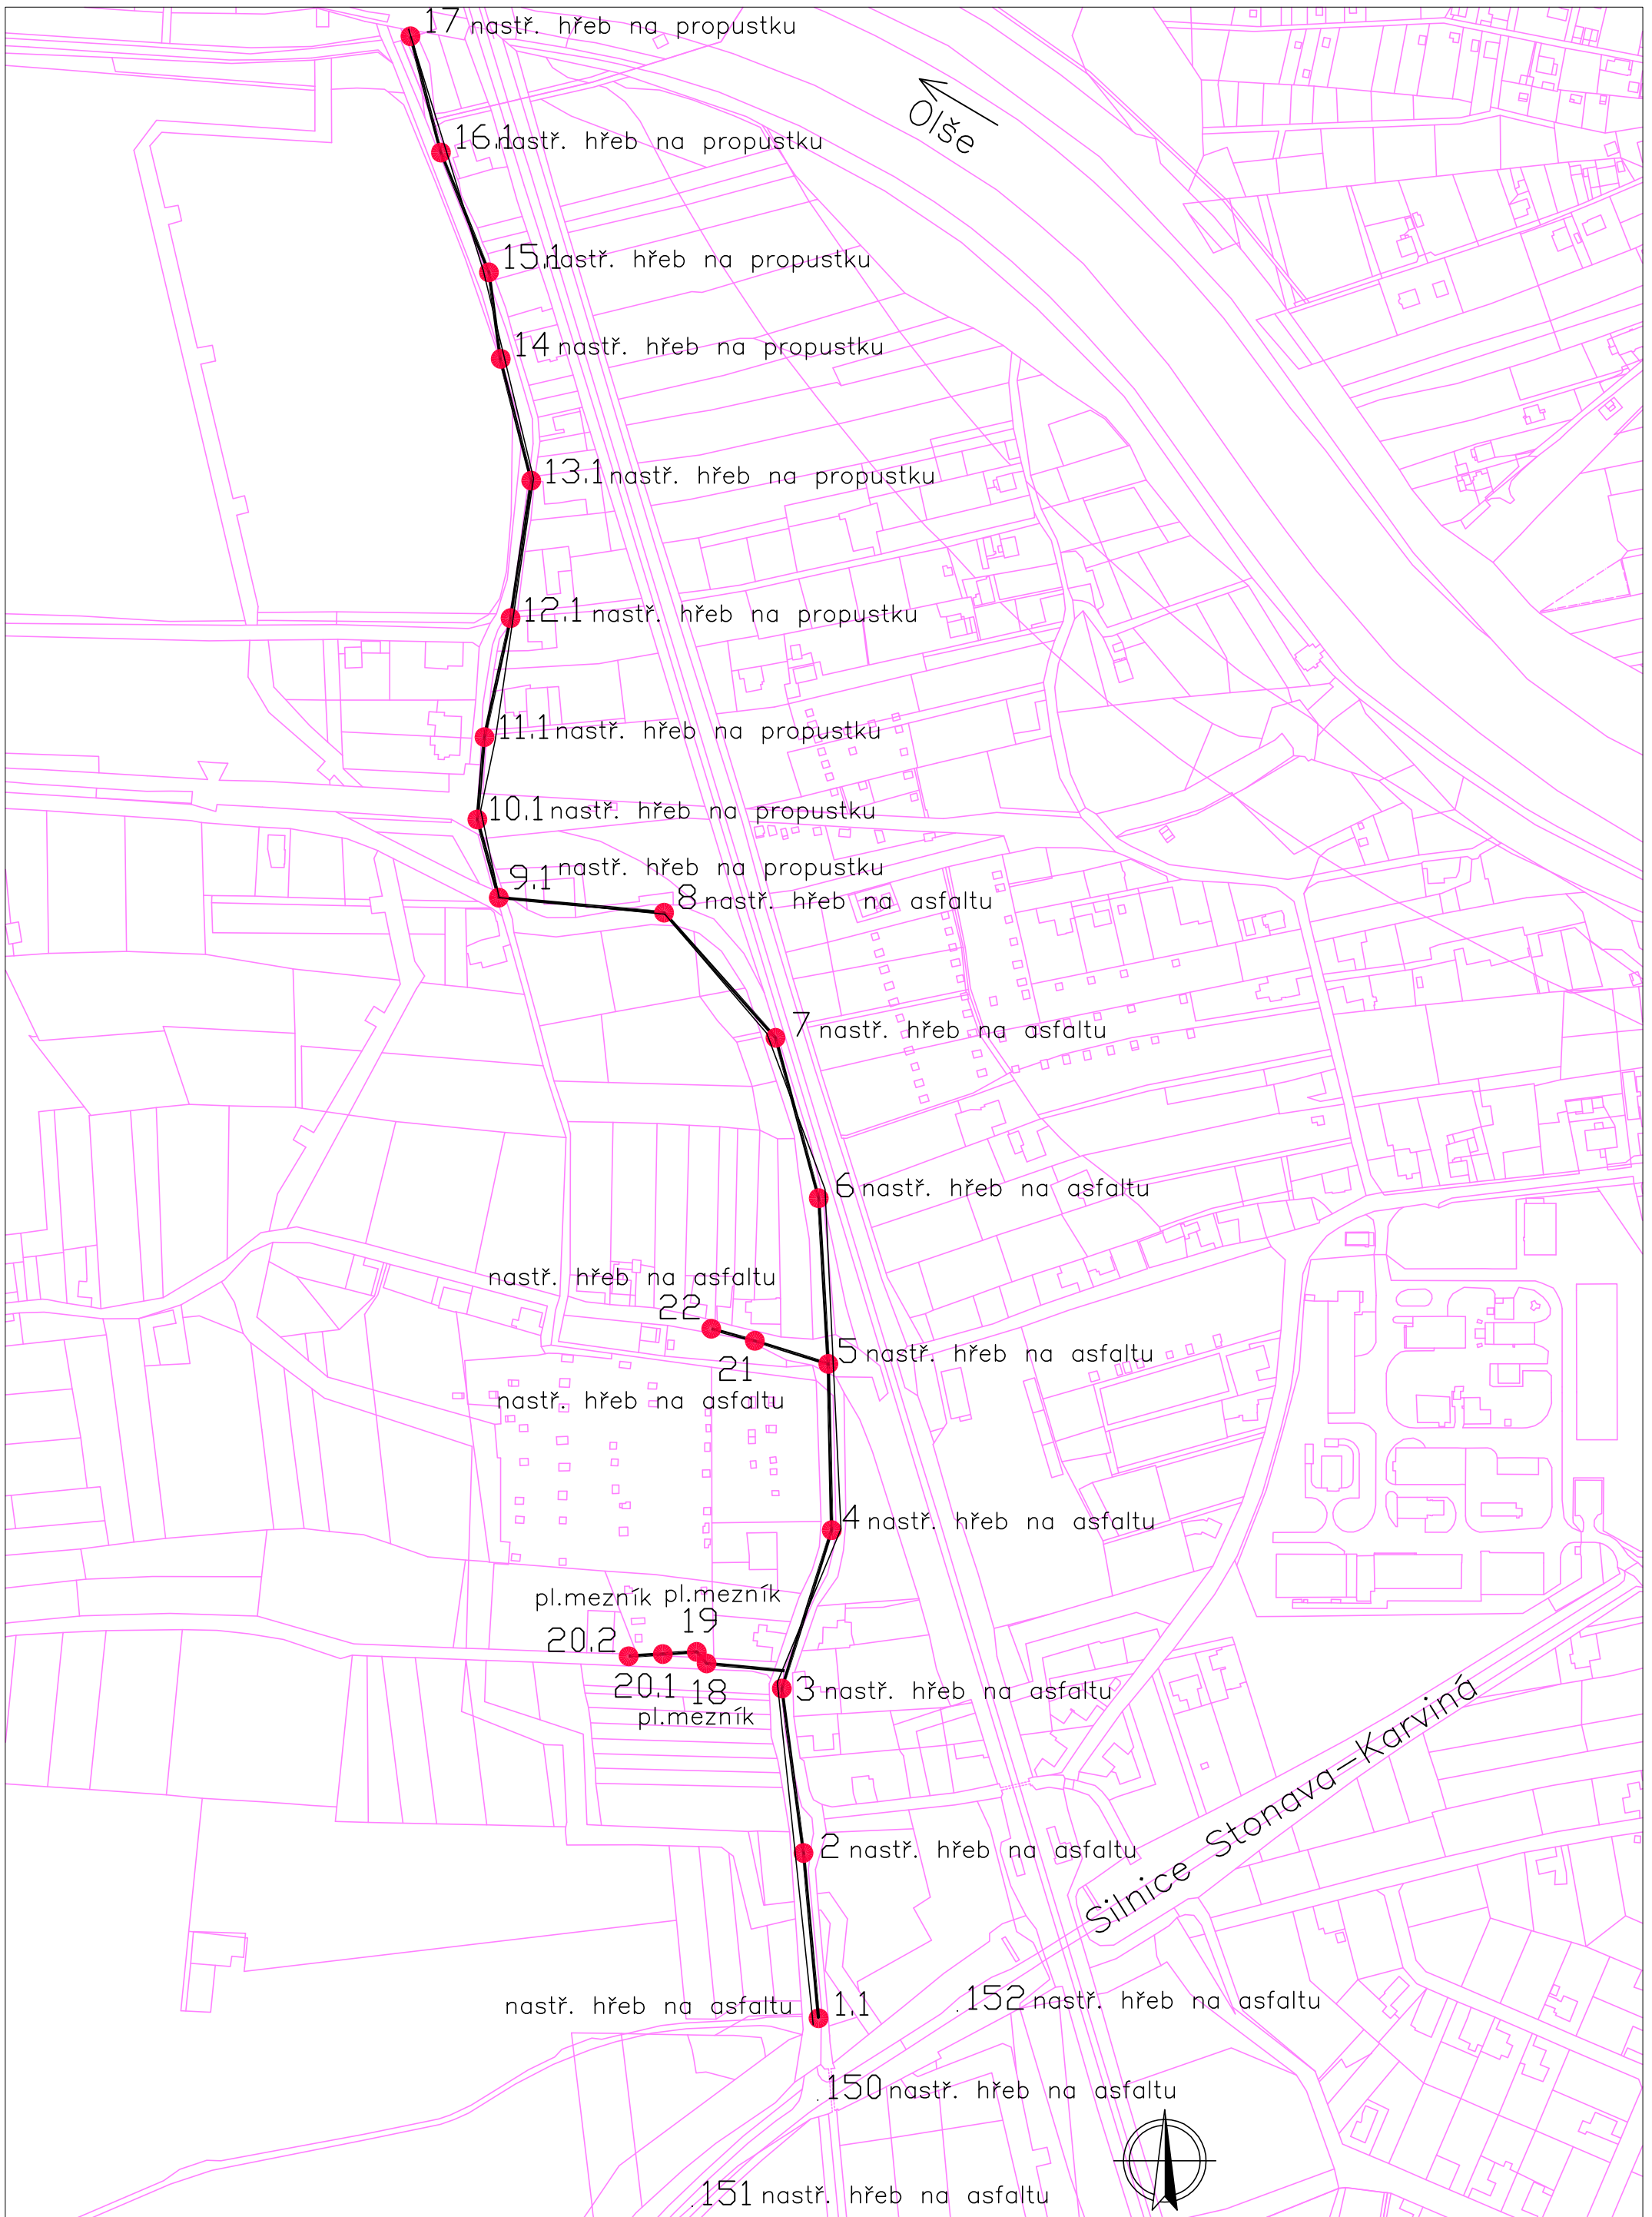 17 nastř. hřeb na propustku
Olše
16.1 nastř. hřeb na propustku
15.1 nastř. hřeb na propustku
14 nastř. hřeb na propustku
13.1 nastř. hřeb na propustku
12.1 nastř. hřeb na propustku
11.1 nastř. hřeb na propustku
10.1 nastř. hřeb na propustku
9.1 nastř. hřeb na propustku
8 nastř. hřeb na asfaltu
7 nastř. hřeb na asfaltu
6 nastř. hřeb na asfaltu
nastř. hřeb na asfaltu
22
5 nastř. hřeb na asfaltu
21
nastř. hřeb na asfaltu
4 nastř. hřeb na asfaltu
pl.mezník
pl.mezník
19
20.2
20.1
18
pl.mezník
3 nastř. hřeb na asfaltu
Silnice Stonava-Karviná
2 nastř. hřeb na asfaltu
nastř. hřeb na asfaltu 1.1
.152 nastř. hřeb na asfaltu
.150 nastř. hřeb na asfaltu
.151 nastř. hřeb na asfaltu